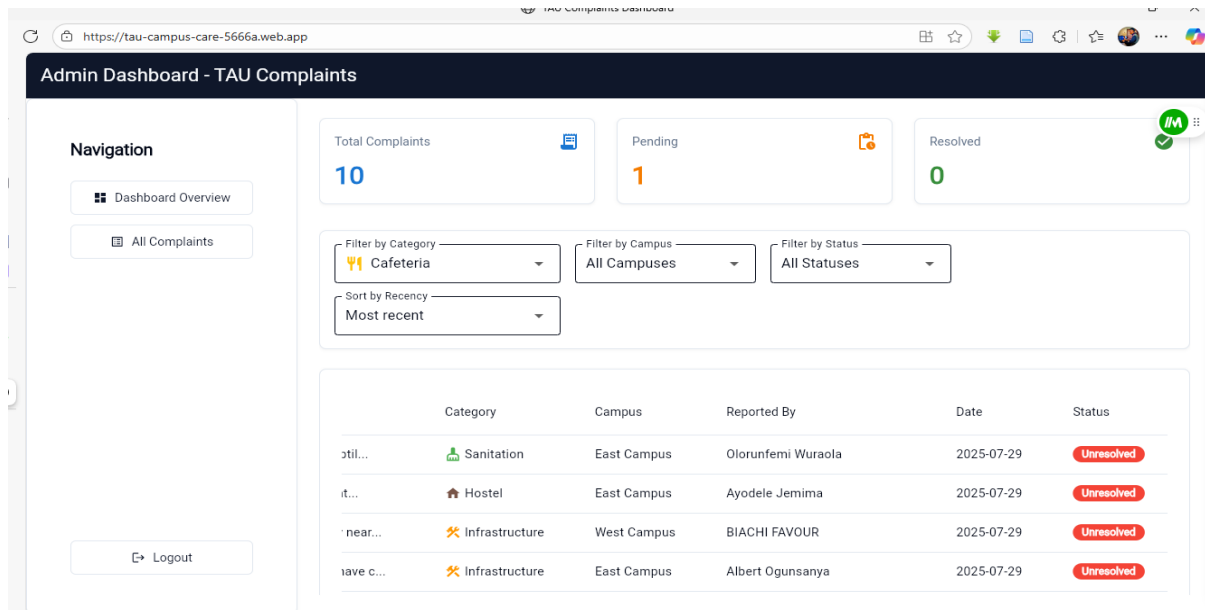 TAU Complaints Dashboard
https://tau-campus-care-5666a.web.app
Admin Dashboard - TAU Complaints
Navigation
Dashboard Overview
All Complaints
Logout
Total Complaints
10
Pending
1
Resolved
0
Filter by Category
Cafeteria
Filter by Campus
All Campuses
Filter by Status
All Statuses
Sort by Recency
Most recent
Category Campus Reported By Date Status
Sanitation East Campus Olorunfemi Wuraola 2025-07-29 Unresolved
Hostel East Campus Ayodele Jemima 2025-07-29 Unresolved
near... Infrastructure West Campus BIACHI FAVOUR 2025-07-29 Unresolved
Infrastructure East Campus Albert Ogunsanya 2025-07-29 Unresolved